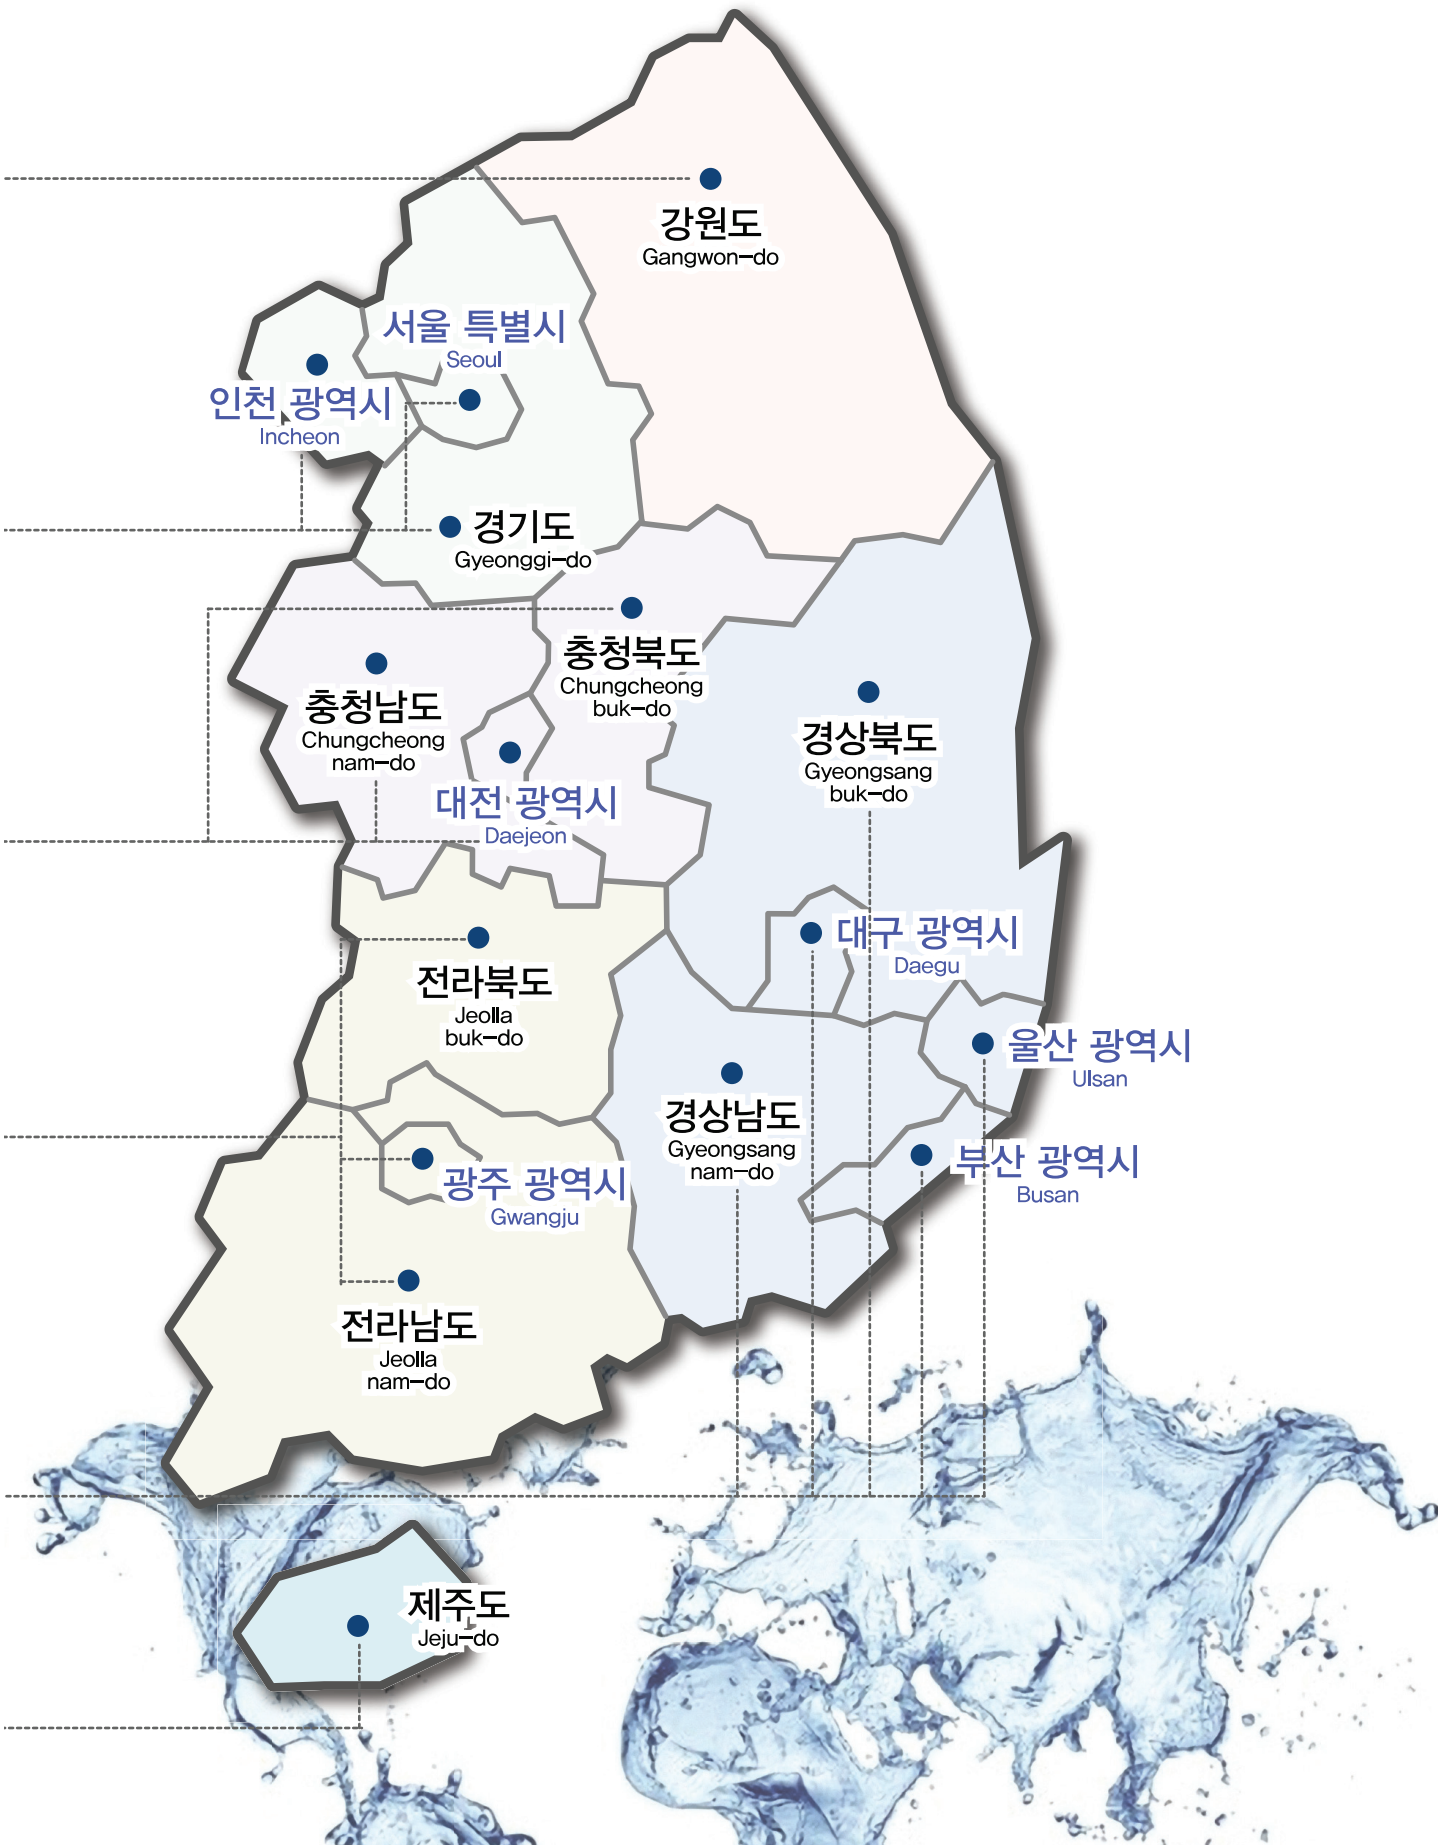 강원도
Gangwon-do
서울 특별시
Seoul
인천 광역시
Incheon
경기도
Gyeonggi-do
충청북도
Chungcheong
buk-do
충청남도
Chungcheong
nam-do
경상북도
Gyeongsang
buk-do
대전 광역시
Daejeon
대구 광역시
Daegu
전라북도
Jeolla
buk-do
울산 광역시
Ulsan
경상남도
Gyeongsang
nam-do
부산 광역시
Busan
광주 광역시
Gwangju
전라남도
Jeolla
nam-do
제주도
Jeju-do